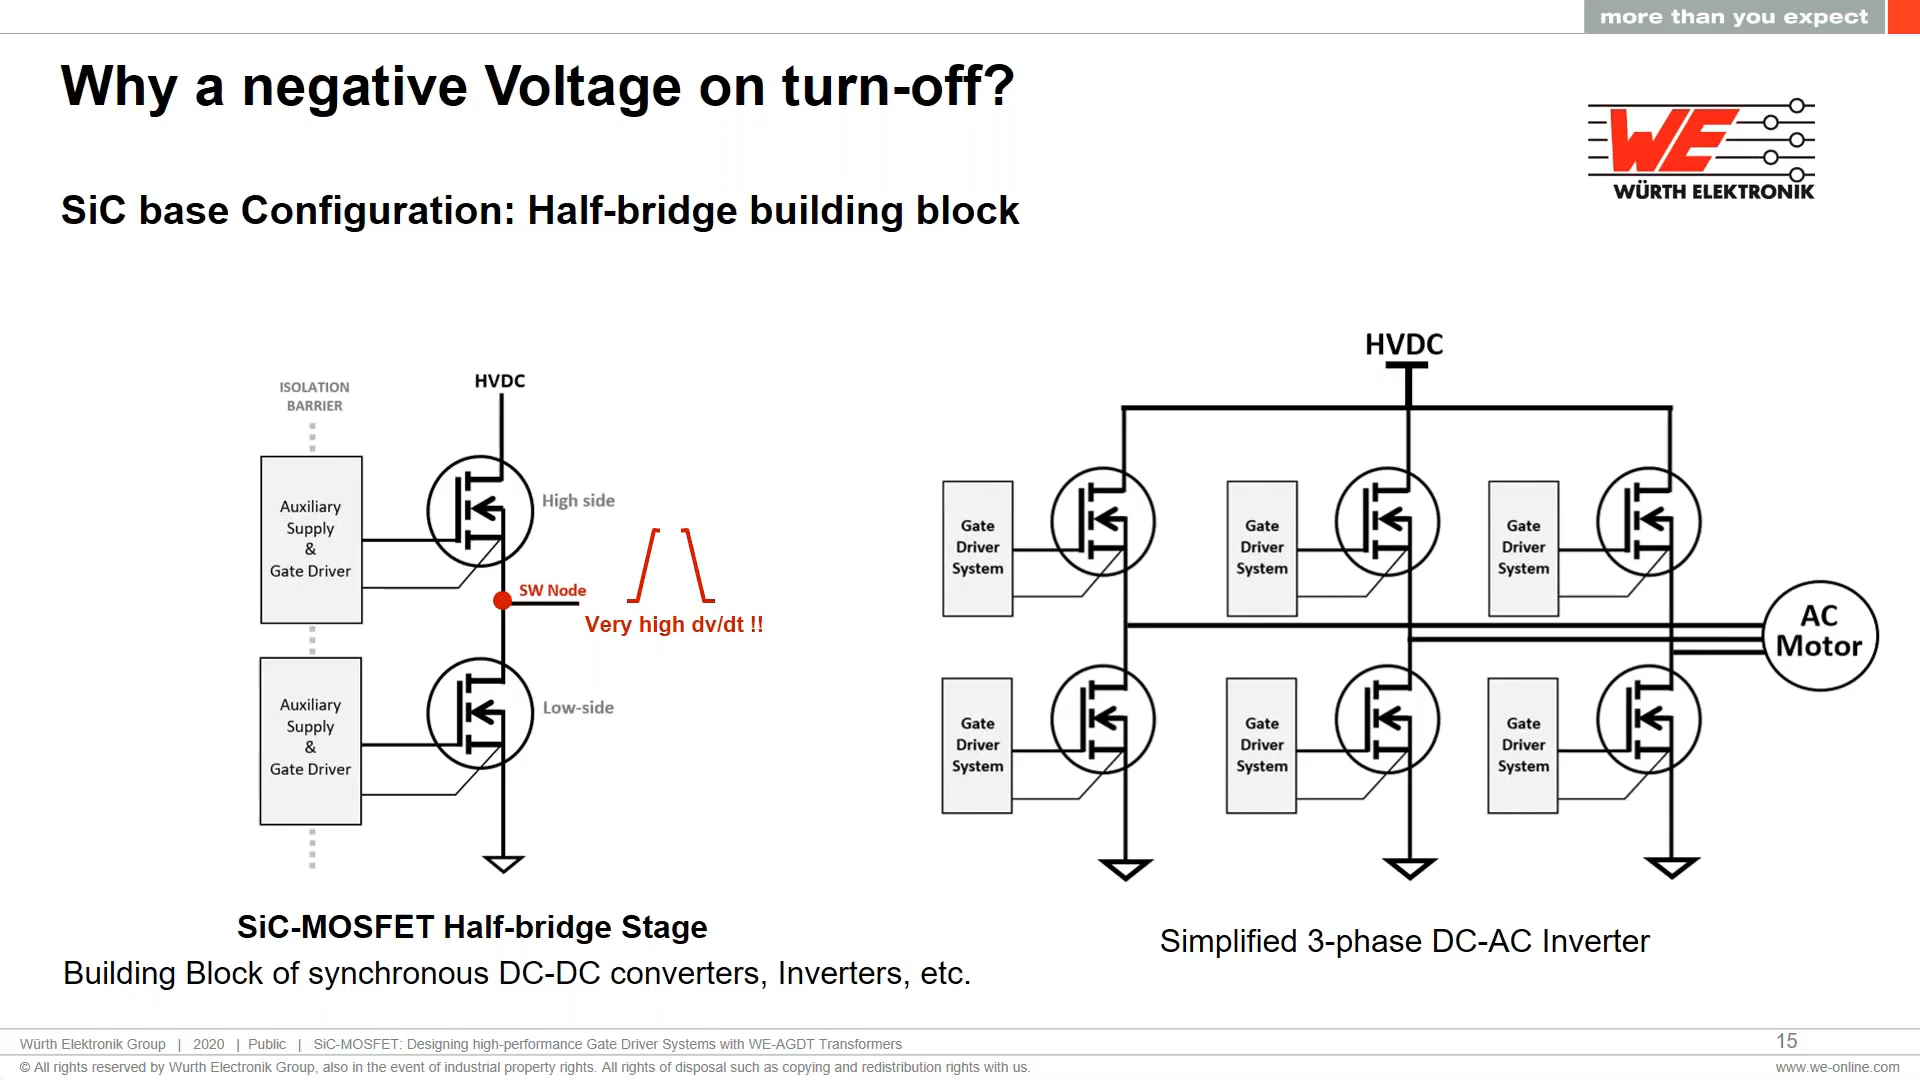 more than you expect
Why a negative Voltage on turn-off?
WE
WÜRTH ELEKTRONIK
SiC base Configuration: Half-bridge building block
ISOLATION
BARRIER
HVDC
Auxiliary
Supply
&
Gate Driver
High side
SW Node
Very high dv/dt !!
Auxiliary
Supply
&
Gate Driver
Low-side
SiC-MOSFET Half-bridge Stage
Building Block of synchronous DC-DC converters, Inverters, etc.
HVDC
Gate
Driver
System
Gate
Driver
System
Gate
Driver
System
AC
Motor
Gate
Driver
System
Gate
Driver
System
Gate
Driver
System
Simplified 3-phase DC-AC Inverter
Würth Elektronik Group | 2020 | Public | SiC-MOSFET: Designing high-performance Gate Driver Systems with WE-AGDT Transformers
15
© All rights reserved by Wurth Electronik Group, also in the event of industrial property rights. All rights of disposal such as copying and redistribution rights with us.
www.we-online.com